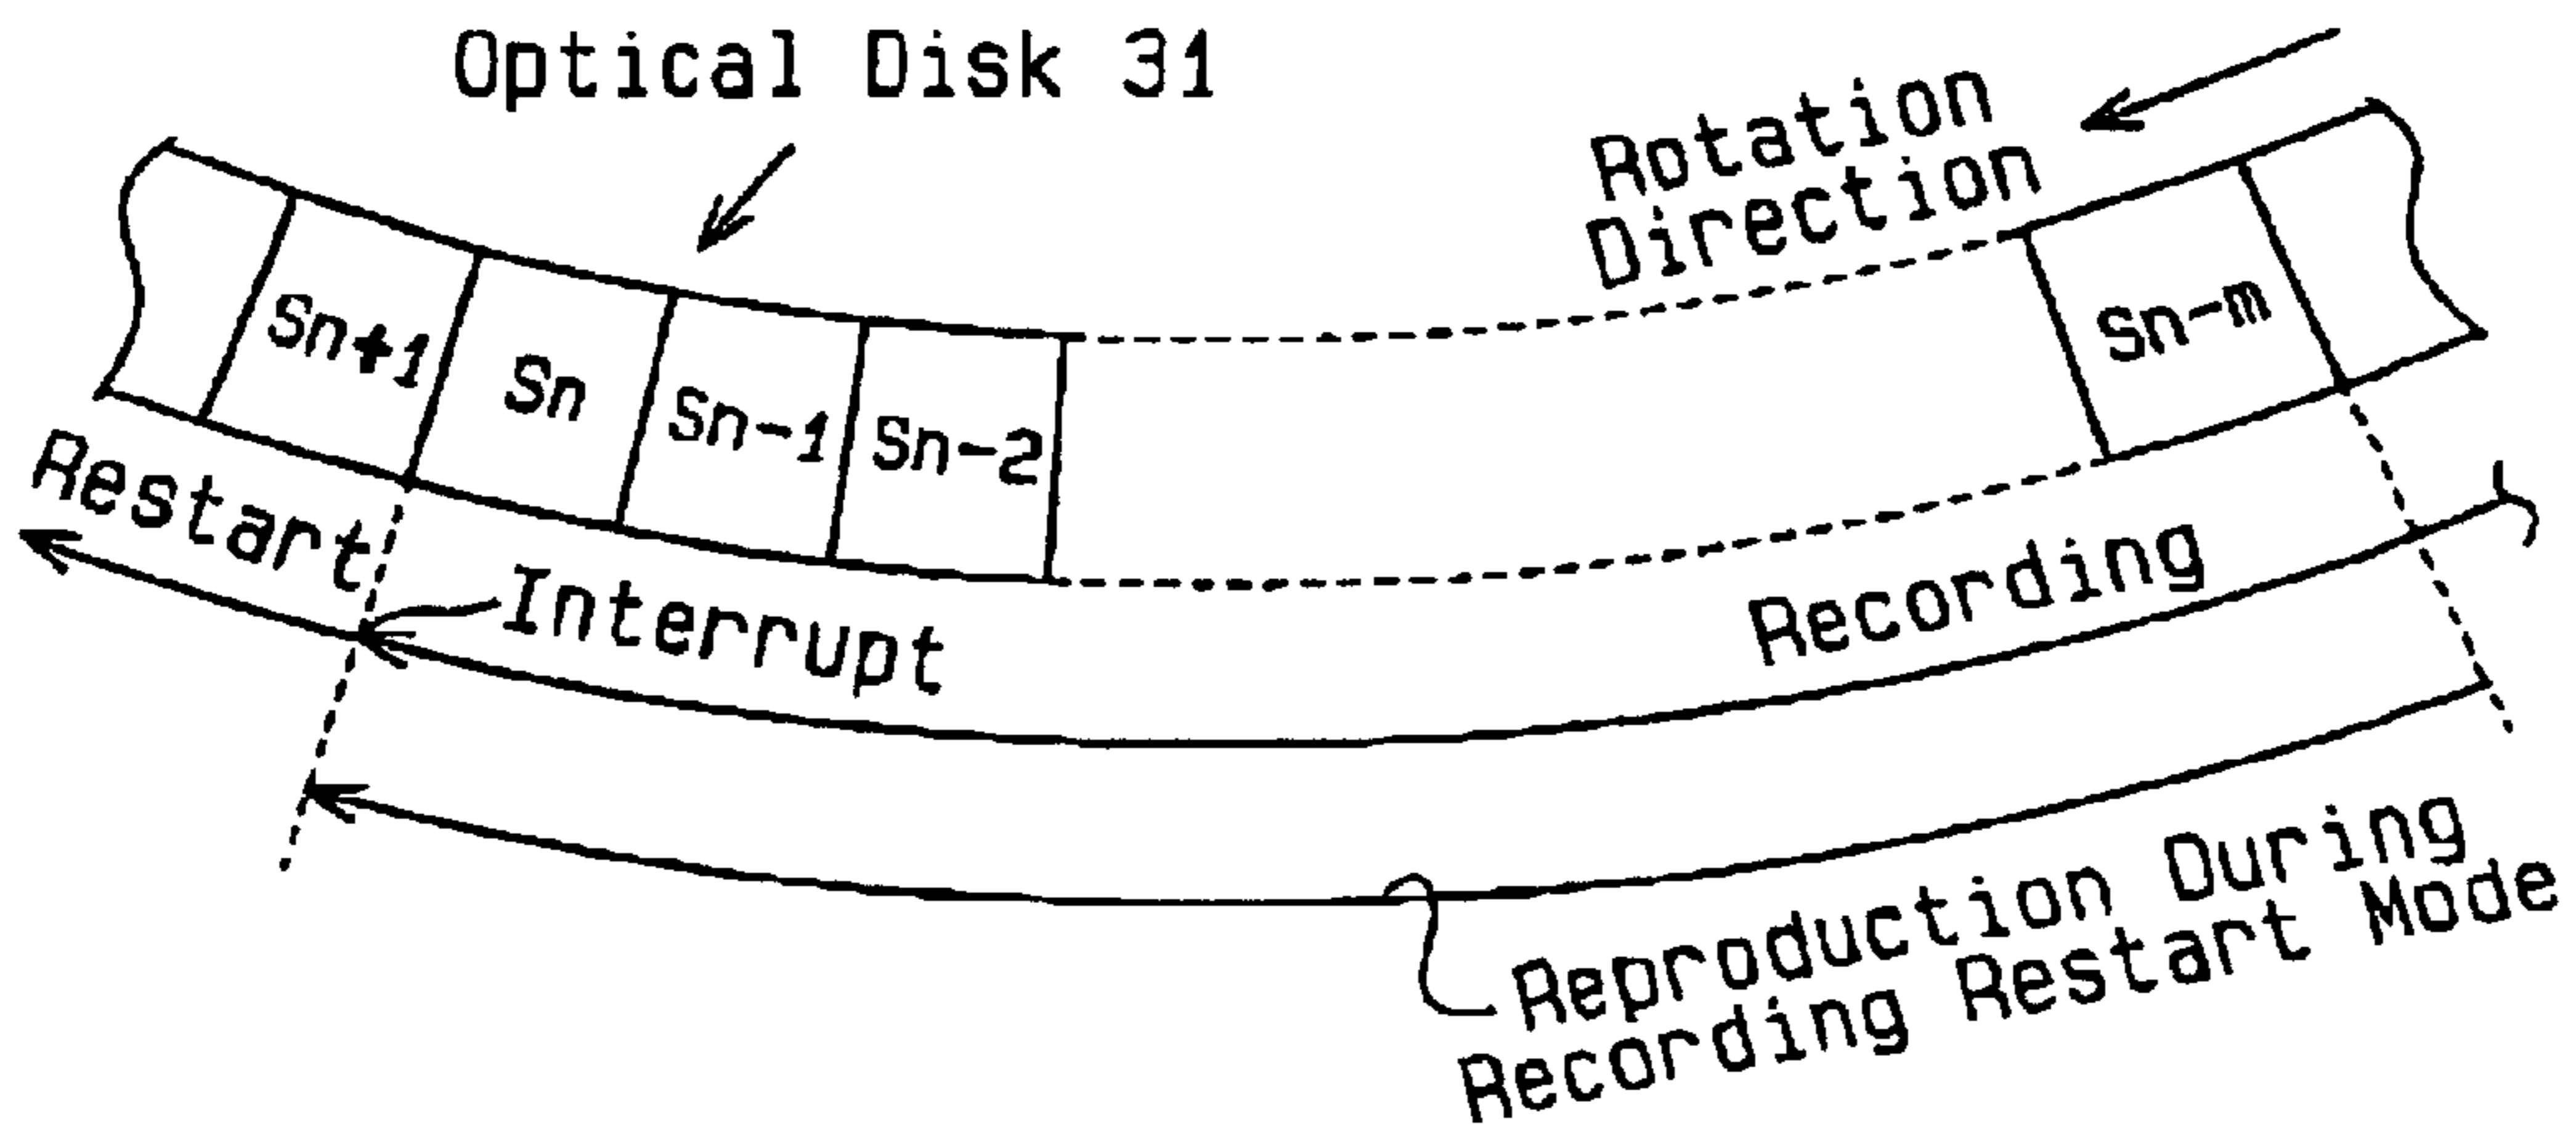 Optical Disk 31
Rotation
Direction
Sn+1
Sn
Sn-1
Sn-2
Sn-m
Restart
Interrupt
Recording
Reproduction During
Recording Restart Mode